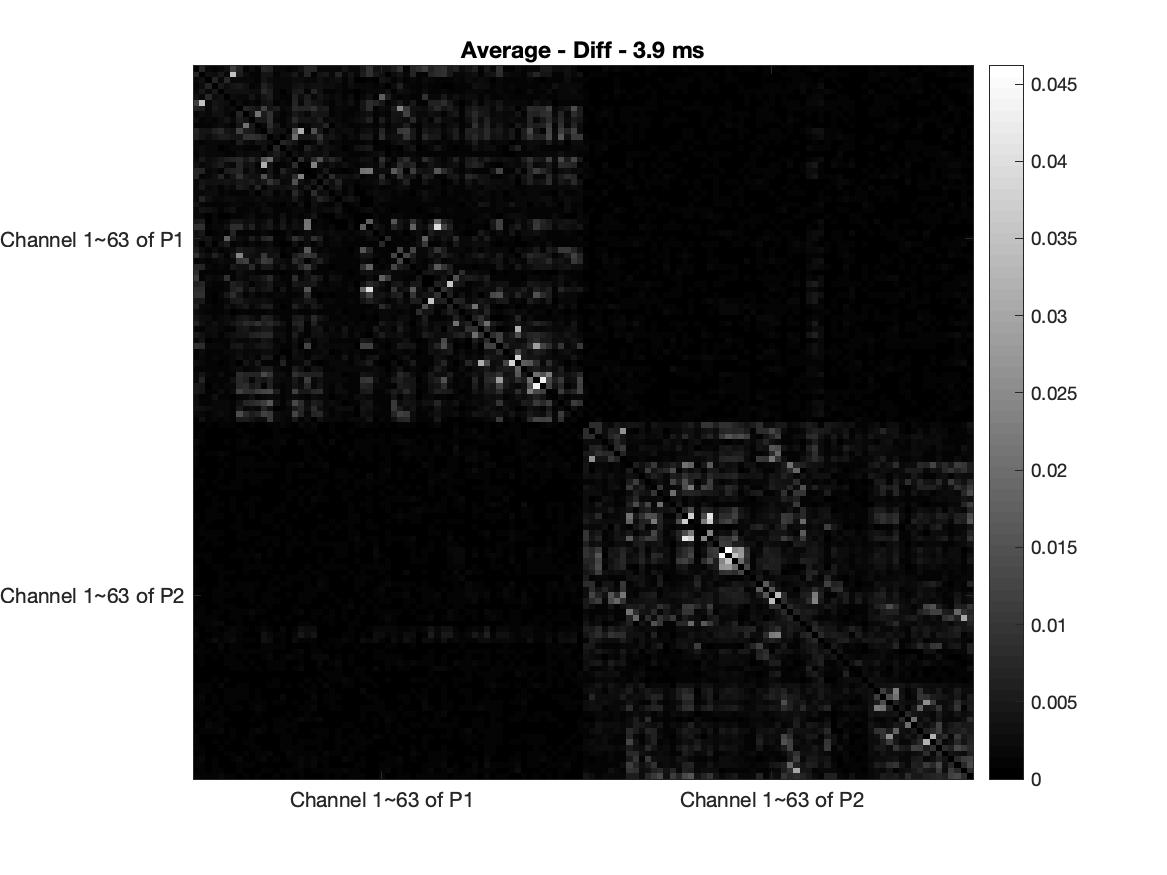 Average - Diff - 3.9 ms
Channel 1~63 of P1
Channel 1~63 of P2
Channel 1~63 of P1
Channel 1~63 of P2
0.045
0.04
0.035
0.03
0.025
0.02
0.015
0.01
0.005
0